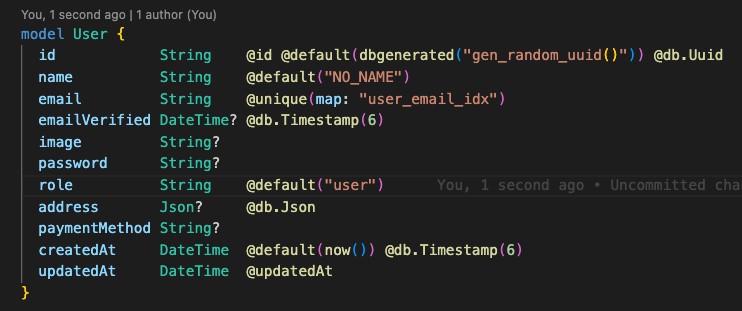 You, 1 second ago | 1 author (You)
model User {
id String @id @default(dbgenerated("gen_random_uuid()")) @db.Uuid
name String @default("NO_NAME")
email String @unique(map: "user_email_idx")
emailVerified DateTime? @db.Timestamp(6)
image String?
password String?
role String @default("user") You, 1 second ago • Uncommitted cha
address Json? @db.Json
paymentMethod String?
createdAt DateTime @default(now()) @db.Timestamp(6)
updatedAt DateTime @updatedAt
}